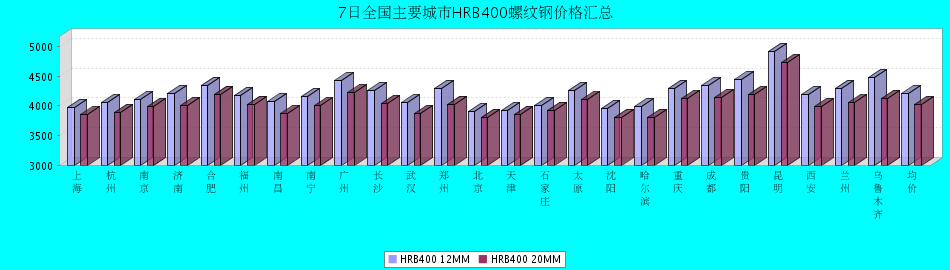 7日全国主要城市HRB400螺纹钢价格汇总
5000
4500
4000
3500
3000
上海 杭州 南京 济南 合肥 福州 南昌 南宁 广州 长沙 武汉 郑州 北京 天津 石家庄 太原 沈阳 哈尔滨 重庆 成都 贵阳 昆明 西安 兰州 乌鲁木齐 均价
HRB400 12MM HRB400 20MM